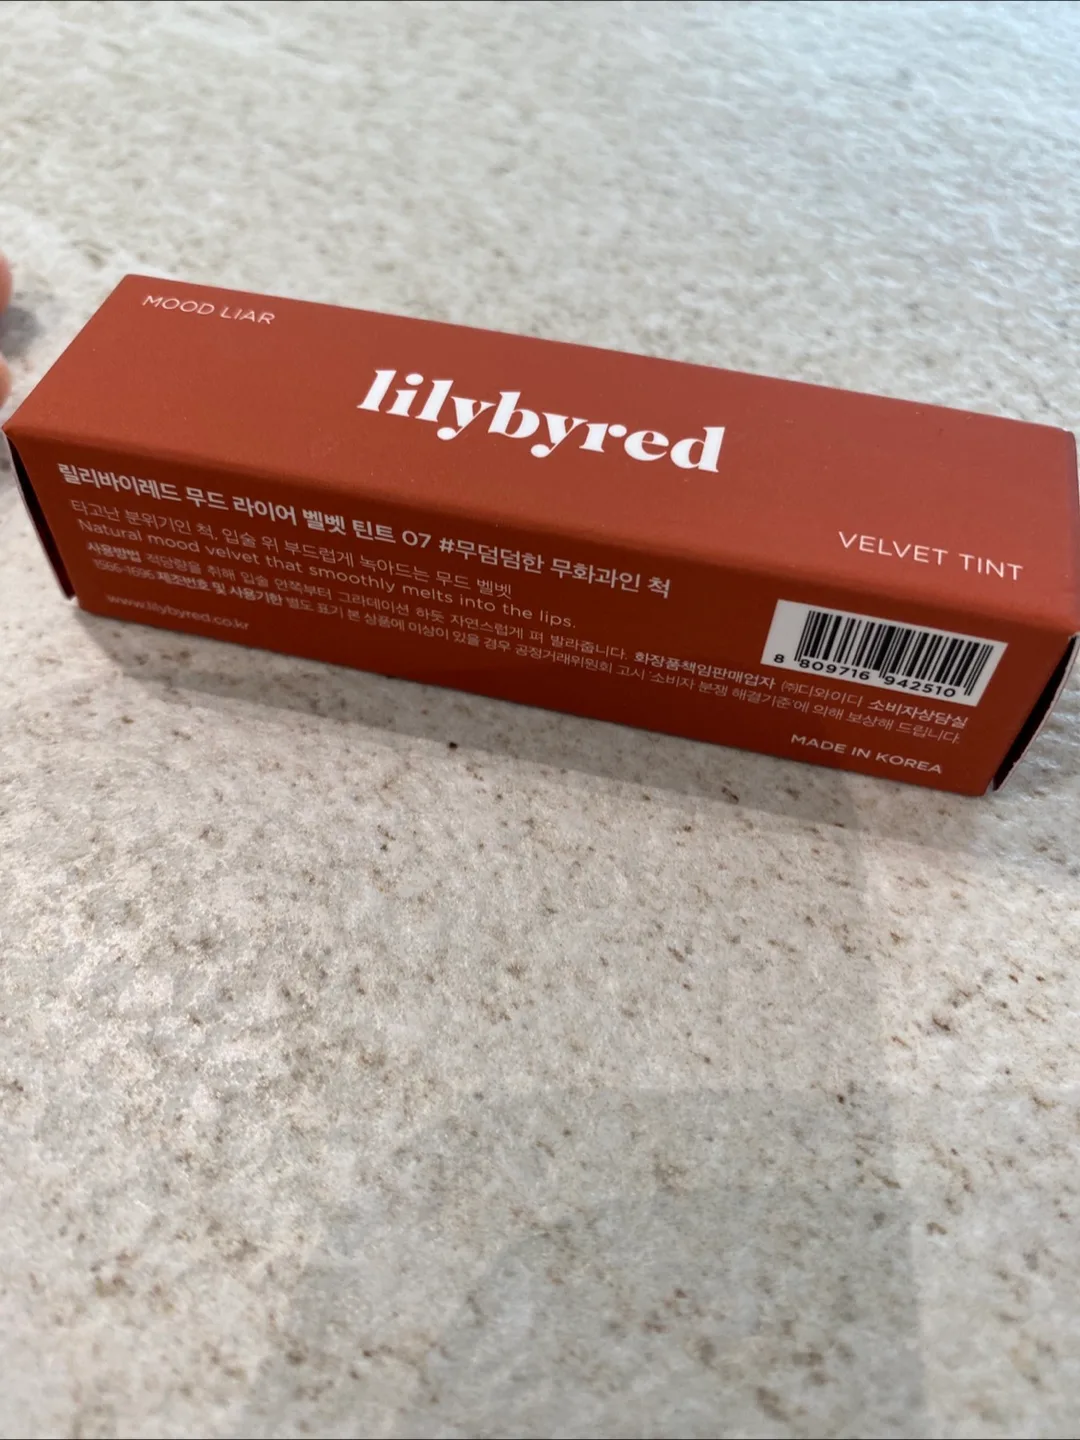 MOOD LIAR
lilybyred
VELVET TINT
릴리바이레드 무드 라이어 벨벳 틴트 07 #무덤덤한 무화과인 척
타고난 분위기인 척, 입술 위 부드럽게 녹아드는 무드 벨벳
Natural mood velvet that smoothly melts into the lips.
사용방법 적당량을 취해 입술 안쪽부터 그라데이션 하듯 자연스럽게 펴 발라줍니다. 화장품책임판매업자 ㈜디와이디 소비자상담실
1566-1696 제조번호 및 사용기한 별도 표기 본 상품에 이상이 있을 경우 공정거래위원회 고시 '소비자 분쟁 해결기준'에 의해 보상해 드립니다.
www.lilybyred.co.kr
8 809716 942510
MADE IN KOREA